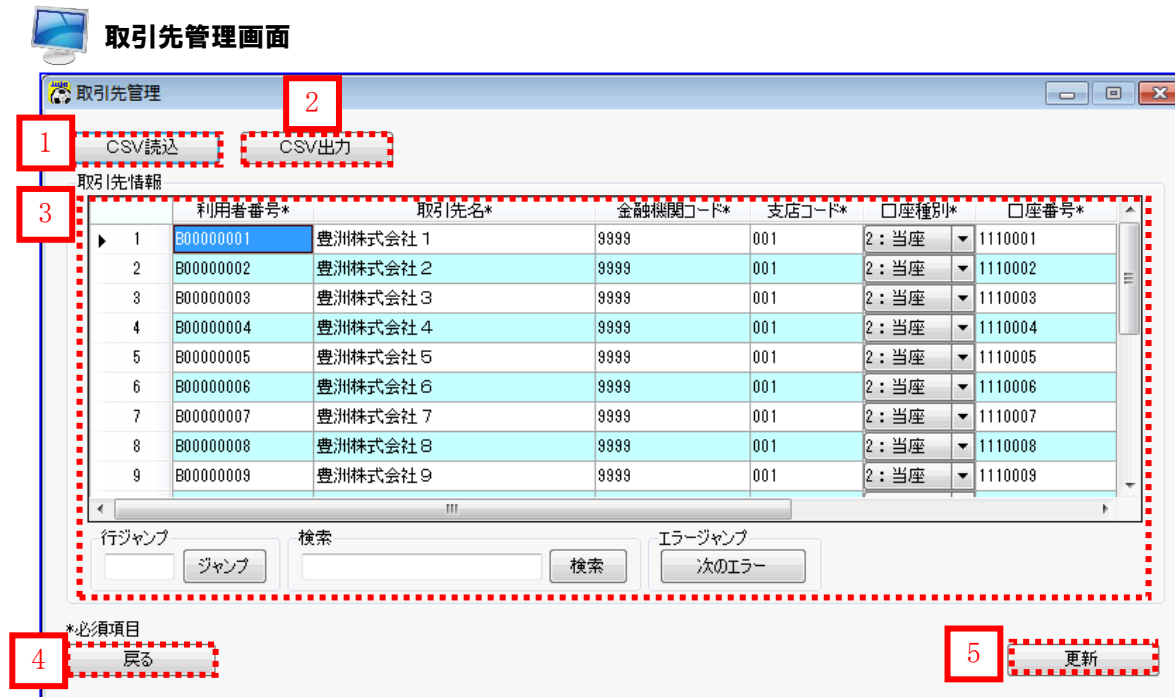 取引先管理画面
取引先管理
2
1
CSV読込 CSV出力
取引先情報
3
利用者番号* 取引先名* 金融機関コード* 支店コード* 口座種別* 口座番号*
1 B00000001 豊洲株式会社１ 9999 001 2：当座 1110001
2 B00000002 豊洲株式会社２ 9999 001 2：当座 1110002
3 B00000003 豊洲株式会社３ 9999 001 2：当座 1110003
4 B00000004 豊洲株式会社４ 9999 001 2：当座 1110004
5 B00000005 豊洲株式会社５ 9999 001 2：当座 1110005
6 B00000006 豊洲株式会社６ 9999 001 2：当座 1110006
7 B00000007 豊洲株式会社７ 9999 001 2：当座 1110007
8 B00000008 豊洲株式会社８ 9999 001 2：当座 1110008
9 B00000009 豊洲株式会社９ 9999 001 2：当座 1110009
行ジャンプ 検索 エラージャンプ
ジャンプ 検索 次のエラー
*必須項目
4 戻る 5 更新